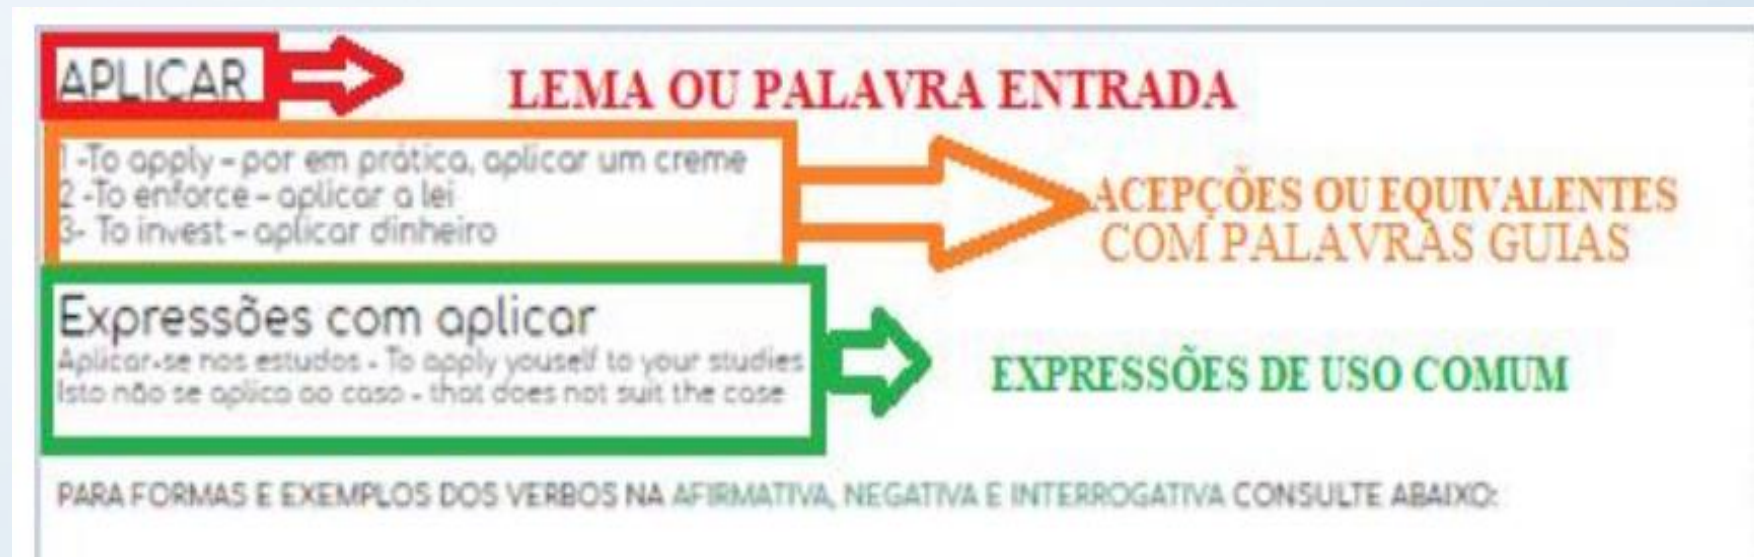 APLICAR
LEMA OU PALAVRA ENTRADA
1 -To apply – por em prática, aplicar um creme
2 -To enforce – aplicar a lei
3- To invest – aplicar dinheiro
ACEPÇÕES OU EQUIVALENTES
COM PALAVRAS GUIAS
Expressões com aplicar
Aplicar-se nos estudos - To apply youself to your studies
Isto não se aplica ao caso - that does not suit the case
EXPRESSÕES DE USO COMUM
PARA FORMAS E EXEMPLOS DOS VERBOS NA AFIRMATIVA, NEGATIVA E INTERROGATIVA CONSULTE ABAIXO: